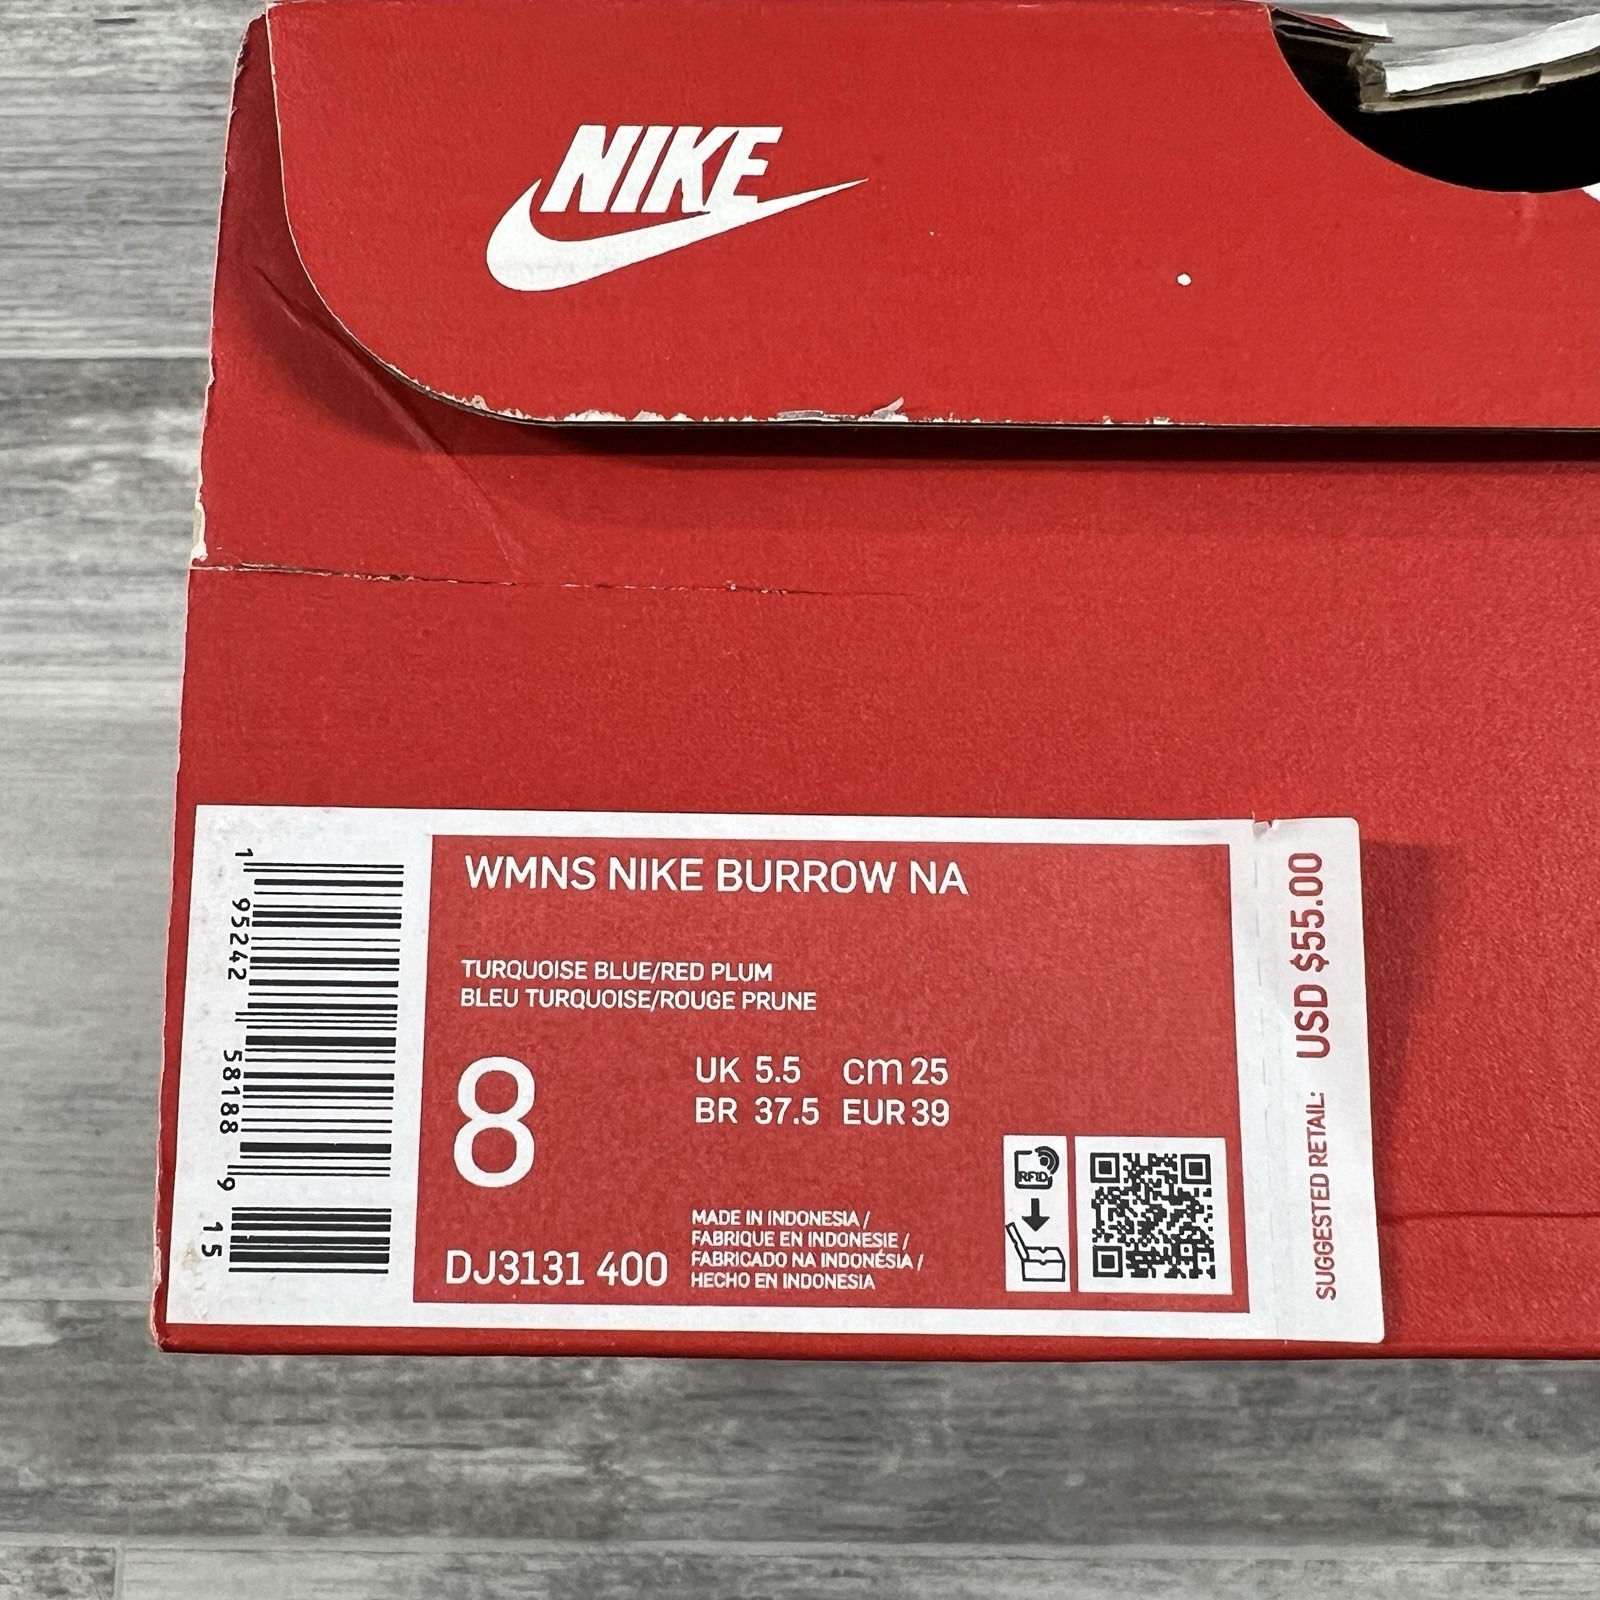 NIKE
WMNS NIKE BURROW NA
TURQUOISE BLUE/RED PLUM
BLEU TURQUOISE/ROUGE PRUNE
8
UK 5.5 cm 25
BR 37.5 EUR 39
DJ3131 400
MADE IN INDONESIA /
FABRIQUE EN INDONESIE /
FABRICADO NA INDONÉSIA /
HECHO EN INDONESIA
RFID
1 95242 58188 9 15
SUGGESTED RETAIL: USD $55.00